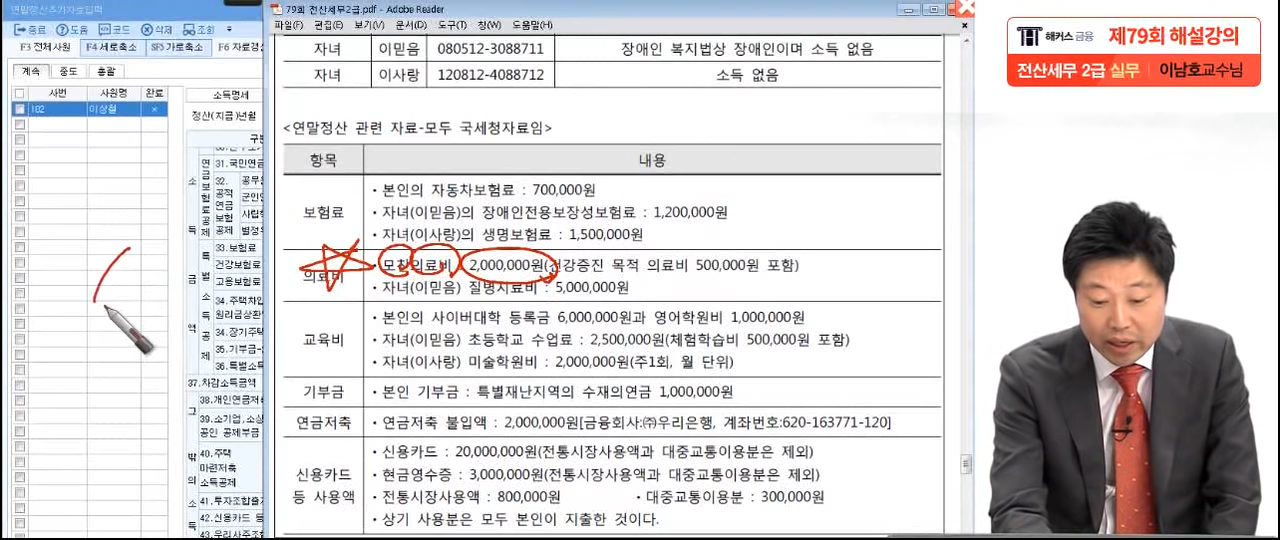 연말정산추가자료입력
종료 도움 코드 삭제 조회
F3 전체사원 F4 세로축소 SF5 가로축소 F6
계속 중도 총괄
사번 사원명 완료
102 이상철 ×
소득명세
정산(지급)년월
31.국민연금
32.
공적
연금
보험
33.보험료
건강보험료
고용보험료
34.주택차입
원리금상환
34.장기주택
35.기부금-
36.특별소득
37.차감소득금액
38.개인연금저
39.소기업,소상
공인 공제부금
40.주택
마련저축
소득공제
41.투자조합출자
42.신용카드 등
43.우리사주조합
79회 전산세무2급.pdf - Adobe Reader
파일(F) 편집(E) 보기(V) 문서(D) 도구(T) 창(W) 도움말(H)
자녀 이믿음 080512-3088711 장애인 복지법상 장애인이며 소득 없음
자녀 이사랑 120812-4088712 소득 없음
<연말정산 관련 자료-모두 국세청자료임>
항목 내용
보험료
・본인의 자동차보험료 : 700,000원
・자녀(이믿음)의 장애인전용보장성보험료 : 1,200,000원
・자녀(이사랑)의 생명보험료 : 1,500,000원
의료비
・모친의료비 2,000,000원(건강증진 목적 의료비 500,000원 포함)
・자녀(이믿음) 질병치료비 : 5,000,000원
교육비
・본인의 사이버대학 등록금 6,000,000원과 영어학원비 1,000,000원
・자녀(이믿음) 초등학교 수업료 : 2,500,000원(체험학습비 500,000원 포함)
・자녀(이사랑) 미술학원비 : 2,000,000원(주1회, 월 단위)
기부금 ・본인 기부금 : 특별재난지역의 수재의연금 1,000,000원
연금저축 ・연금저축 불입액 : 2,000,000원[금융회사:㈜우리은행, 계좌번호:620-163771-120]
신용카드
등 사용액
・신용카드 : 20,000,000원(전통시장사용액과 대중교통이용분은 제외)
・현금영수증 : 3,000,000원(전통시장사용액과 대중교통이용분은 제외)
・전통시장사용액 : 800,000원 ・대중교통이용분 : 300,000원
・상기 사용분은 모두 본인이 지출한 것이다.
해커스 금융 제79회 해설강의
전산세무 2급 실무 이남호교수님